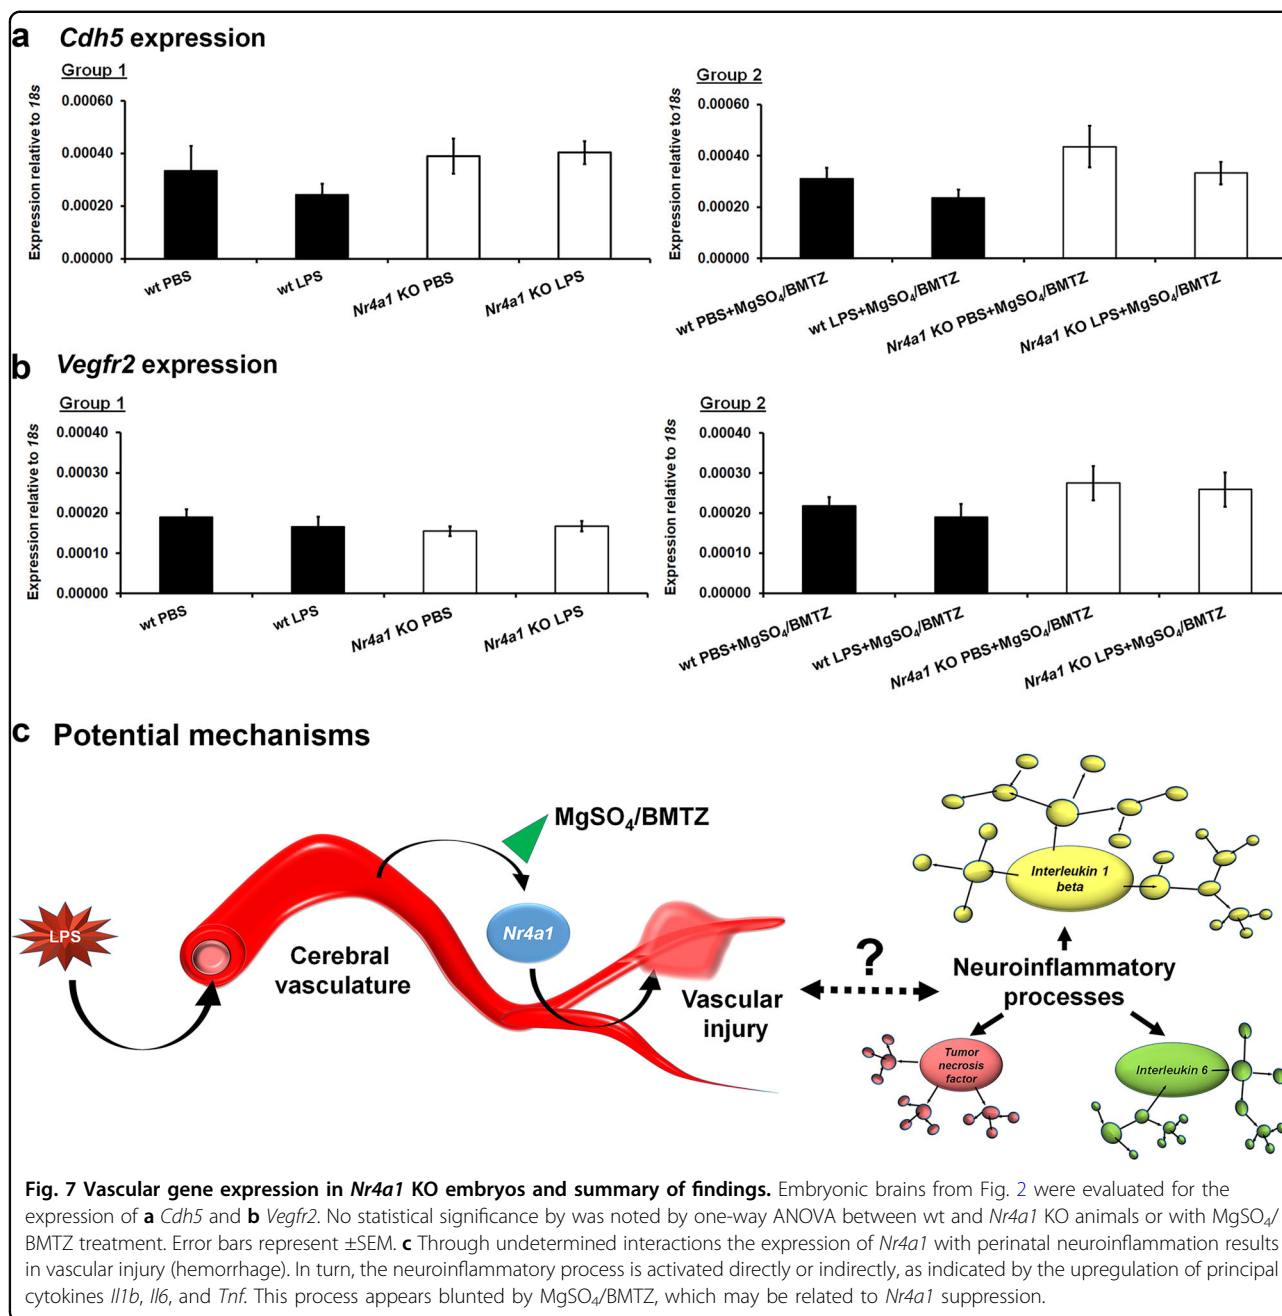 a Cdh5 expression
Group 1
Expression relative to 18s
0.00060
0.00040
0.00020
0.00000
wt PBS
wt LPS
Nr4a1 KO PBS
Nr4a1 KO LPS
Group 2
Expression relative to 18s
0.00060
0.00040
0.00020
0.00000
wt PBS+MgSO₄/BMTZ
wt LPS+MgSO₄/BMTZ
Nr4a1 KO PBS+MgSO₄/BMTZ
Nr4a1 KO LPS+MgSO₄/BMTZ
b Vegfr2 expression
Group 1
Expression relative to 18s
0.00040
0.00030
0.00020
0.00010
0.00000
wt PBS
wt LPS
Nr4a1 KO PBS
Nr4a1 KO LPS
Group 2
Expression relative to 18s
0.00040
0.00030
0.00020
0.00010
0.00000
wt PBS+MgSO₄/BMTZ
wt LPS+MgSO₄/BMTZ
Nr4a1 KO PBS+MgSO₄/BMTZ
Nr4a1 KO LPS+MgSO₄/BMTZ
c Potential mechanisms
LPS
Cerebral
vasculature
MgSO₄/BMTZ
Nr4a1
Vascular
injury
?
Interleukin 1
beta
Neuroinflammatory
processes
Tumor
necrosis
factor
Interleukin 6
Fig. 7 Vascular gene expression in Nr4a1 KO embryos and summary of findings. Embryonic brains from Fig. 2 were evaluated for the
expression of a Cdh5 and b Vegfr2. No statistical significance by was noted by one-way ANOVA between wt and Nr4a1 KO animals or with MgSO₄/
BMTZ treatment. Error bars represent ±SEM. c Through undetermined interactions the expression of Nr4a1 with perinatal neuroinflammation results
in vascular injury (hemorrhage). In turn, the neuroinflammatory process is activated directly or indirectly, as indicated by the upregulation of principal
cytokines Il1b, Il6, and Tnf. This process appears blunted by MgSO₄/BMTZ, which may be related to Nr4a1 suppression.